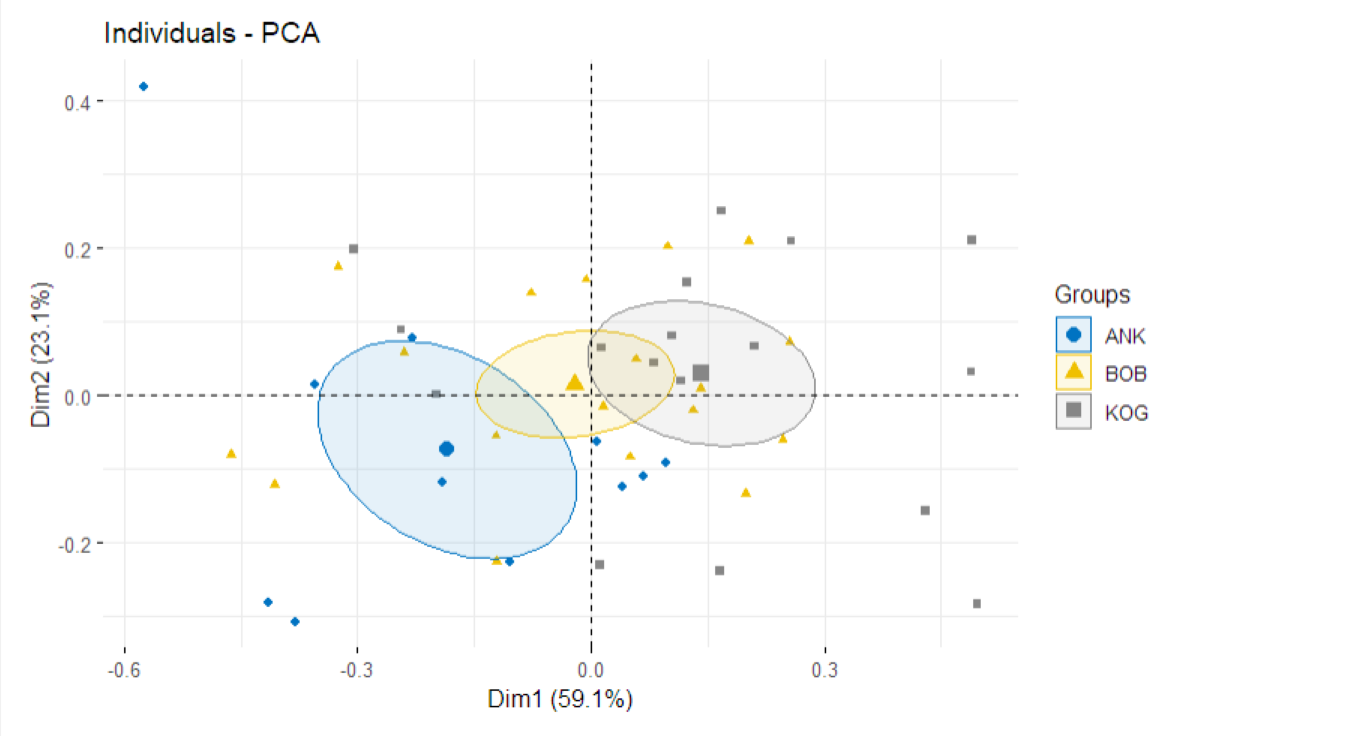 Individuals - PCA
0.4
0.2
0.0
-0.2
Dim2 (23.1%)
-0.6
-0.3
0.0
0.3
Dim1 (59.1%)
Groups
ANK
BOB
KOG